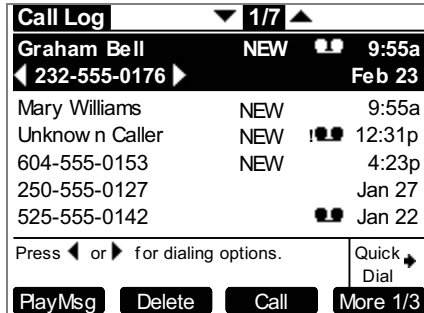 Call Log 1/7
Graham Bell NEW 9:55a
232-555-0176 Feb 23
Mary Williams NEW 9:55a
Unknown Caller NEW ! 12:31p
604-555-0153 NEW 4:23p
250-555-0127 Jan 27
525-555-0142 Jan 22
Press or for dialing options.
Quick
Dial
PlayMsg Delete Call More 1/3